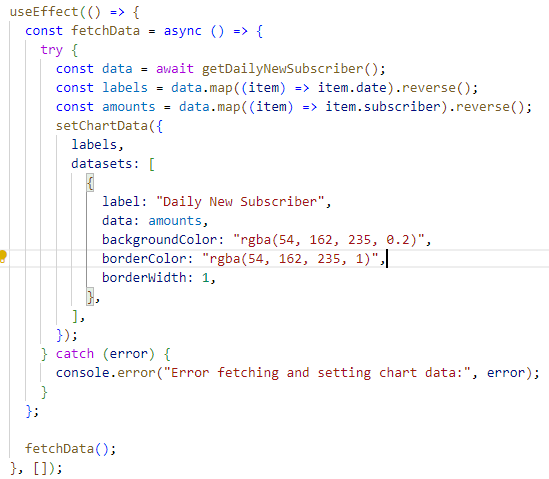 useEffect(() => {
  const fetchData = async () => {
    try {
      const data = await getDailyNewSubscriber();
      const labels = data.map((item) => item.date).reverse();
      const amounts = data.map((item) => item.subscriber).reverse();
      setChartData({
        labels,
        datasets: [
          {
            label: "Daily New Subscriber",
            data: amounts,
            backgroundColor: "rgba(54, 162, 235, 0.2)",
            borderColor: "rgba(54, 162, 235, 1)",
            borderWidth: 1,
          },
        ],
      });
    } catch (error) {
      console.error("Error fetching and setting chart data:", error);
    }
  };

  fetchData();
}, []);